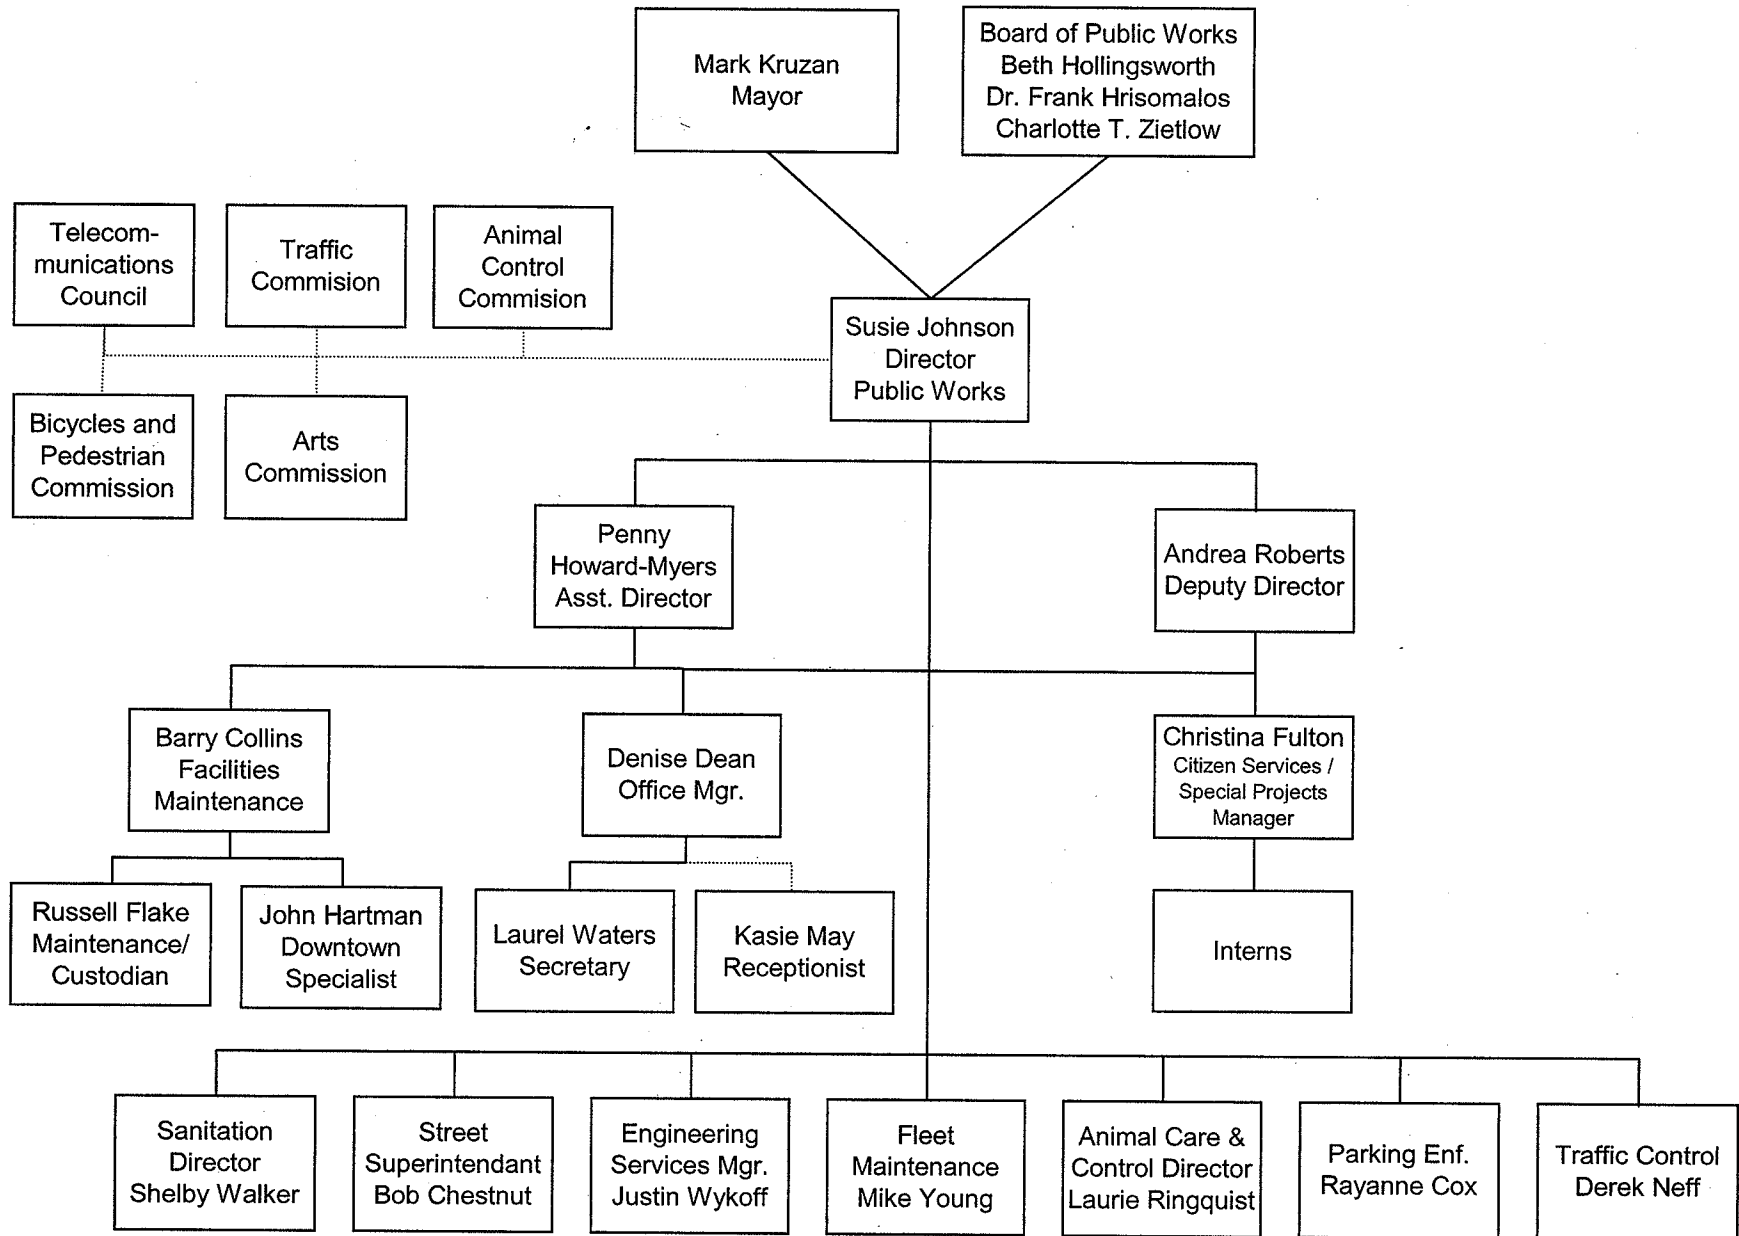 Mark Kruzan
Mayor
Board of Public Works
Beth Hollingsworth
Dr. Frank Hrisomalos
Charlotte T. Zietlow
Telecom-
munications
Council
Traffic
Commision
Animal
Control
Commision
Susie Johnson
Director
Public Works
Bicycles and
Pedestrian
Commission
Arts
Commission
Penny
Howard-Myers
Asst. Director
Andrea Roberts
Deputy Director
Barry Collins
Facilities
Maintenance
Denise Dean
Office Mgr.
Christina Fulton
Citizen Services /
Special Projects
Manager
Russell Flake
Maintenance/
Custodian
John Hartman
Downtown
Specialist
Laurel Waters
Secretary
Kasie May
Receptionist
Interns
Sanitation
Director
Shelby Walker
Street
Superintendant
Bob Chestnut
Engineering
Services Mgr.
Justin Wykoff
Fleet
Maintenance
Mike Young
Animal Care &
Control Director
Laurie Ringquist
Parking Enf.
Rayanne Cox
Traffic Control
Derek Neff